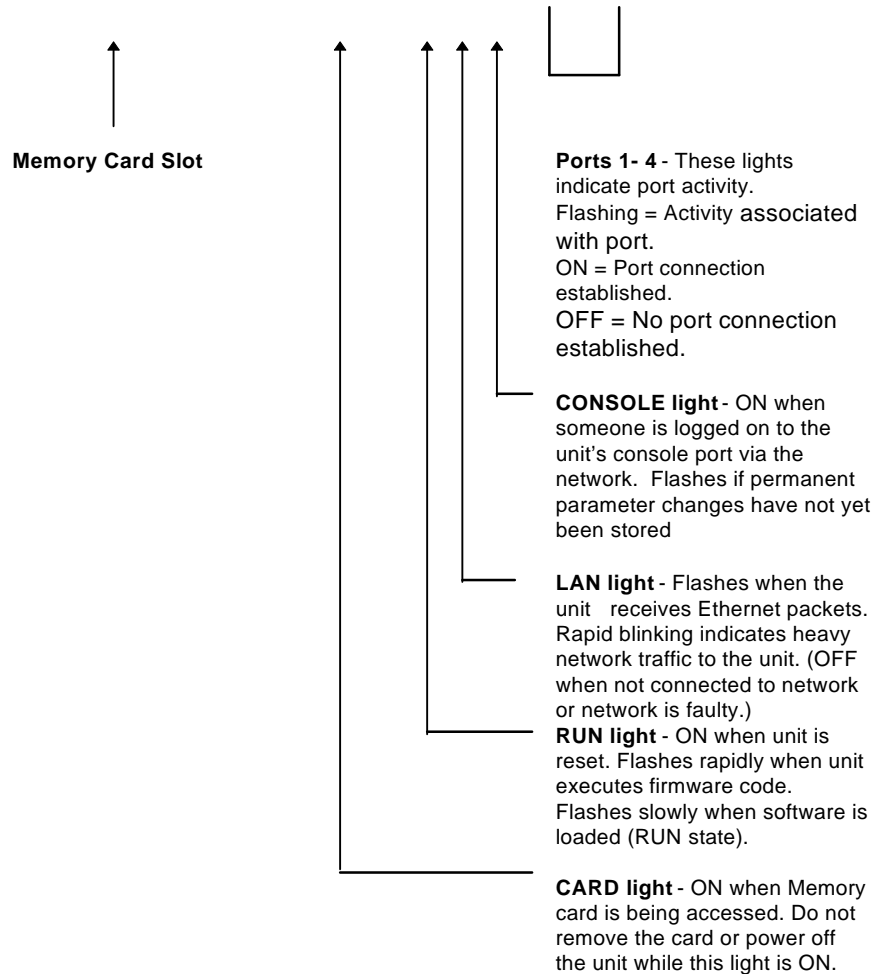 Memory Card Slot
Ports 1- 4 - These lights
indicate port activity.
Flashing = Activity associated
with port.
ON = Port connection
established.
OFF = No port connection
established.
CONSOLE light - ON when
someone is logged on to the
unit's console port via the
network. Flashes if permanent
parameter changes have not yet
been stored
LAN light - Flashes when the
unit receives Ethernet packets.
Rapid blinking indicates heavy
network traffic to the unit. (OFF
when not connected to network
or network is faulty.)
RUN light - ON when unit is
reset. Flashes rapidly when unit
executes firmware code.
Flashes slowly when software is
loaded (RUN state).
CARD light - ON when Memory
card is being accessed. Do not
remove the card or power off
the unit while this light is ON.